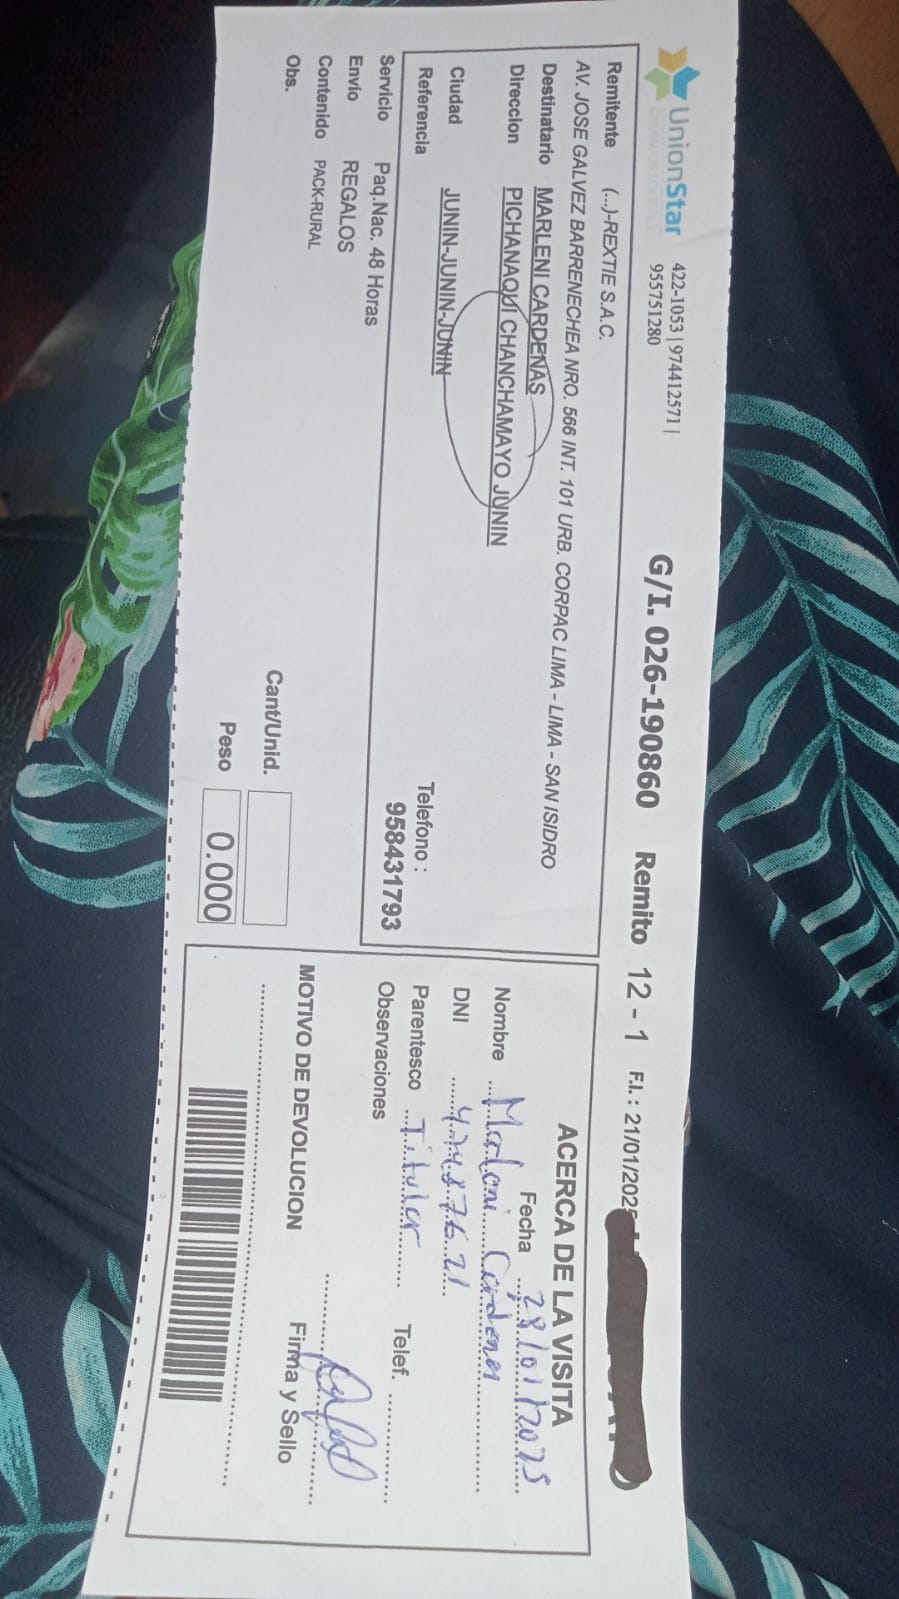 UnionStar
422-1053 | 974412571 |
955751280
G/I. 026-190860 Remito 12 - 1 F.I.: 21/01/2025
Remitente (...)-REXTIE S.A.C.
AV. JOSE GALVEZ BARRENECHEA NRO. 566 INT. 101 URB. CORPAC LIMA - LIMA - SAN ISIDRO
Destinatario MARLENI CARDENAS
Direccion PICHANAQUI CHANCHAMAYO JUNIN
Ciudad JUNIN-JUNIN-JUNIN
Referencia
Telefono :
958431793
Servicio Paq.Nac. 48 Horas
Envio REGALOS
Contenido PACK-RURAL
Obs.
Cant/Unid.
Peso 0.000
ACERCA DE LA VISITA
Fecha 28/01/2025
Nombre Marleni Cárdenas
DNI
Parentesco Titular Telef.
Observaciones
MOTIVO DE DEVOLUCION Firma y Sello